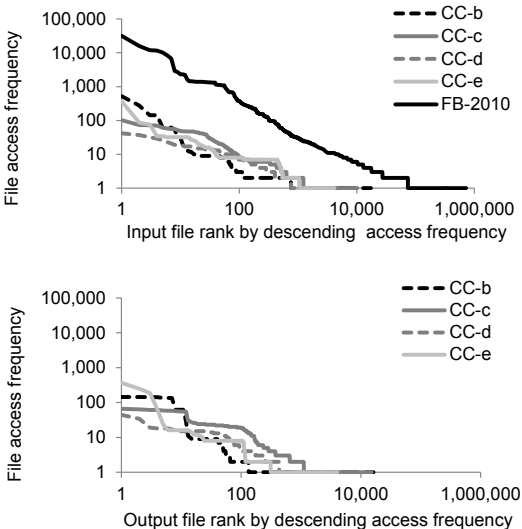 100,000
10,000
1,000
100
10
1
File access frequency
CC-b
CC-c
CC-d
CC-e
FB-2010
1 100 10,000 1,000,000
Input file rank by descending access frequency
100,000
10,000
1,000
100
10
1
File access frequency
CC-b
CC-c
CC-d
CC-e
1 100 10,000 1,000,000
Output file rank by descending access frequency